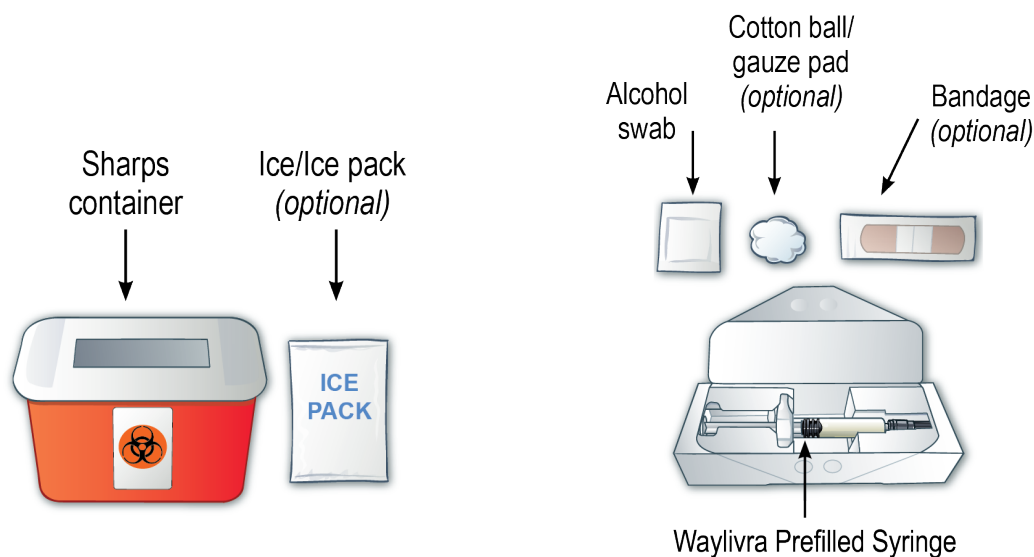 Sharps
container
Ice/Ice pack
(optional)
ICE
PACK
Alcohol
swab
Cotton ball/
gauze pad
(optional)
Bandage
(optional)
Waylivra Prefilled Syringe